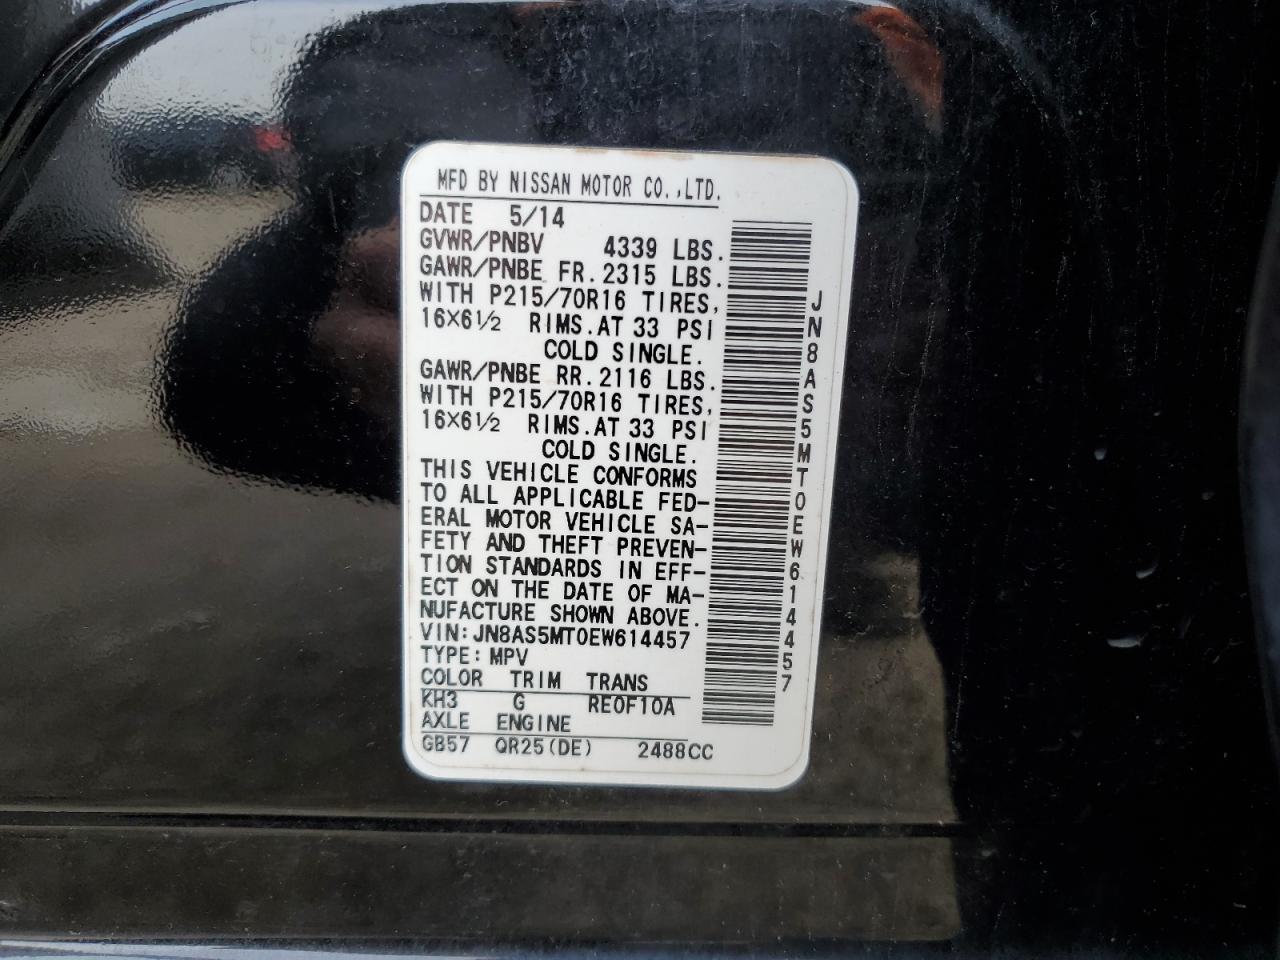 MFD BY NISSAN MOTOR CO.,LTD.
DATE 5/14
GVWR/PNBV 4339 LBS.
GAWR/PNBE FR.2315 LBS.
WITH P215/70R16 TIRES,
16X6½ RIMS.AT 33 PSI
COLD SINGLE.
GAWR/PNBE RR.2116 LBS.
WITH P215/70R16 TIRES,
16X6½ RIMS.AT 33 PSI
COLD SINGLE.
THIS VEHICLE CONFORMS
TO ALL APPLICABLE FED-
ERAL MOTOR VEHICLE SA-
FETY AND THEFT PREVEN-
TION STANDARDS IN EFF-
ECT ON THE DATE OF MA-
NUFACTURE SHOWN ABOVE.
VIN:JN8AS5MT0EW614457
TYPE:MPV
COLOR TRIM TRANS
KH3 G RE0F10A
AXLE ENGINE
GB57 QR25(DE) 2488CC
JN8AS5MT0EW614457